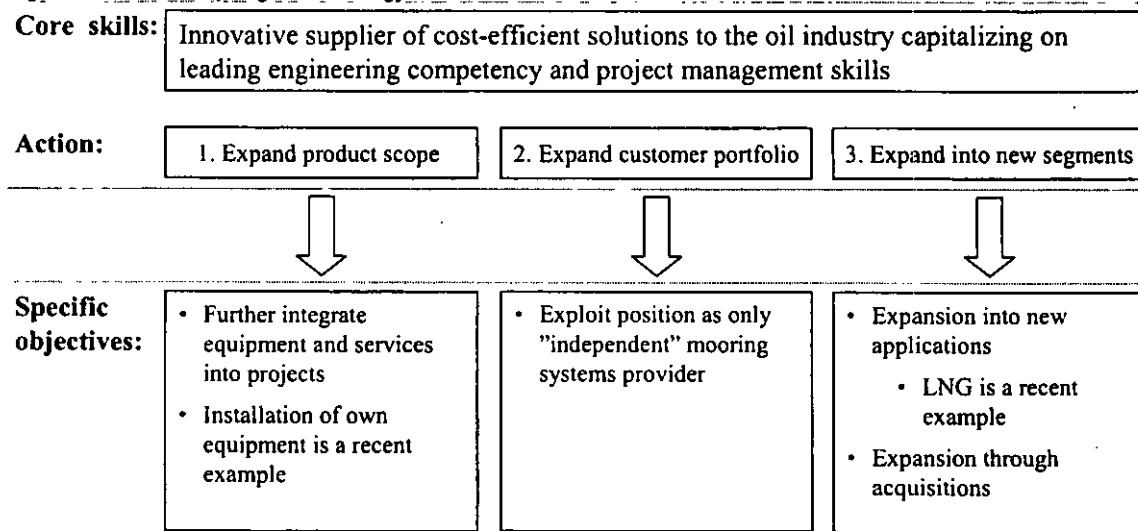 Core skills:
Innovative supplier of cost-efficient solutions to the oil industry capitalizing on
leading engineering competency and project management skills
Action:
1. Expand product scope
2. Expand customer portfolio
3. Expand into new segments
Specific
objectives:
• Further integrate
equipment and services
into projects
• Installation of own
equipment is a recent
example
• Exploit position as only
"independent" mooring
systems provider
• Expansion into new
applications
• LNG is a recent
example
• Expansion through
acquisitions